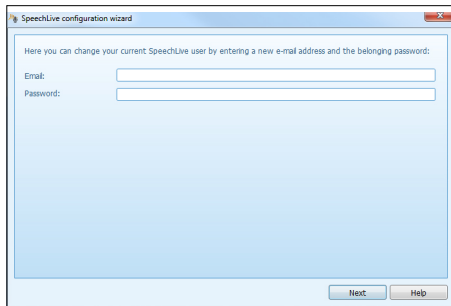 SpeechLive configuration wizard
Here you can change your current SpeechLive user by entering a new e-mail address and the belonging password:
Email:
Password:
Next Help